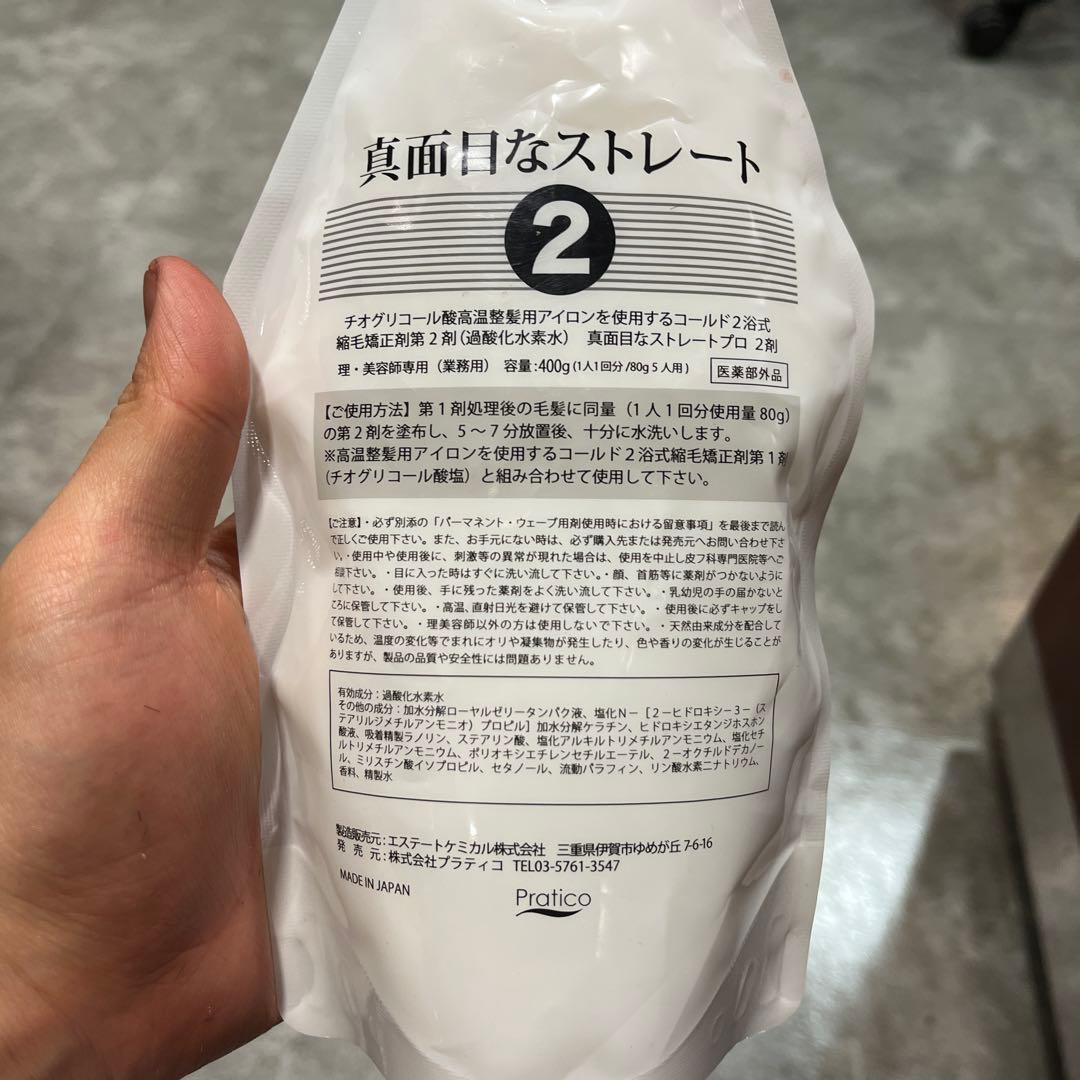 真面目なストレート
2
チオグリコール酸高温整髪用アイロンを使用するコールド2浴式
縮毛矯正剤第2剤(過酸化水素水) 真面目なストレートプロ 2剤
理・美容師専用(業務用) 容量:400g(1人1回分/80g 5人用) 医薬部外品
【ご使用方法】第1剤処理後の毛髪に同量(1人1回分使用量80g)
の第2剤を塗布し、5〜7分放置後、十分に水洗いします。
※高温整髪用アイロンを使用するコールド2浴式縮毛矯正剤第1剤
(チオグリコール酸塩)と組み合わせて使用して下さい。
【ご注意】・必ず別添の「パーマネント・ウェーブ用剤使用時における留意事項」を最後まで読ん
で正しくご使用下さい。また、お手元にない時は、必ず購入先または発売元へお問い合わせ下さ
い。・使用中や使用後に、刺激等の異常が現れた場合は、使用を中止し皮フ科専門医院等へご
相談下さい。・目に入った時はすぐに洗い流して下さい。・顔、首筋等に薬剤がつかないように
して下さい。・使用後、手に残った薬剤をよく洗い流して下さい。・乳幼児の手の届かないと
ころに保管して下さい。・高温、直射日光を避けて保管して下さい。・使用後に必ずキャップをし
て保管して下さい。・理美容師以外の方は使用しないで下さい。・天然由来成分を配合して
いるため、温度の変化等でまれにオリや凝集物が発生したり、色や香りの変化が生じることが
ありますが、製品の品質や安全性には問題ありません。
有効成分:過酸化水素水
その他の成分:加水分解ローヤルゼリータンパク液、塩化N-[2-ヒドロキシ-3-(ス
テアリルジメチルアンモニオ)プロピル]加水分解ケラチン、ヒドロキシエタンジホスホン
酸液、吸着精製ラノリン、ステアリン酸、塩化アルキルトリメチルアンモニウム、塩化セチ
ルトリメチルアンモニウム、ポリオキシエチレンセチルエーテル、2-オクチルドデカノー
ル、ミリスチン酸イソプロピル、セタノール、流動パラフィン、リン酸水素二ナトリウム、
香料、精製水
製造販売元:エステートケミカル株式会社 三重県伊賀市ゆめが丘7-6-16
発 売 元:株式会社プラティコ TEL03-5761-3547
MADE IN JAPAN
Pratico